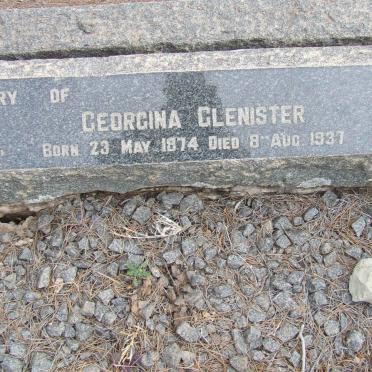 RY OF
GEORGINA GLENISTER
BORN 23 MAY 1874 DIED 8 AUG 1937